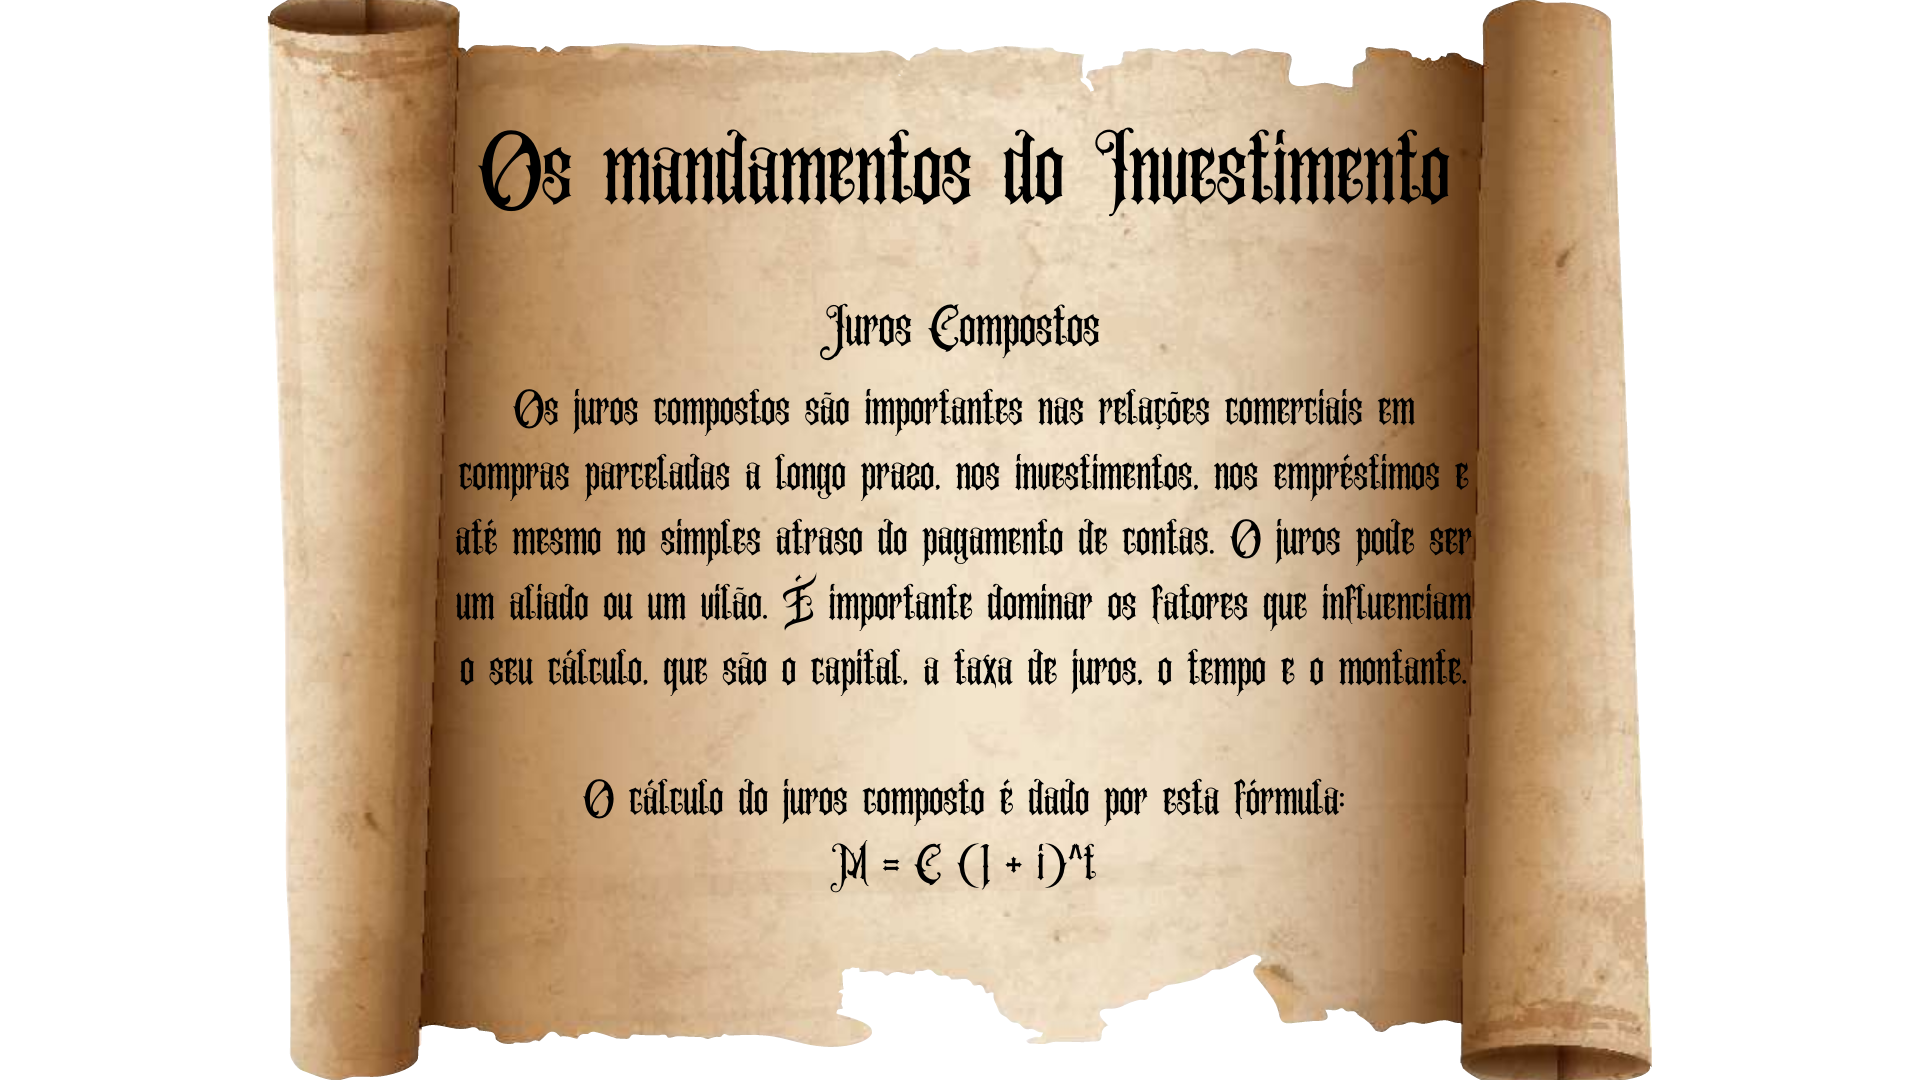 Os mandamentos do Investimento
Juros Compostos
Os juros compostos são importantes nas relações comerciais em
compras parceladas a longo prazo, nos investimentos, nos empréstimos e
até mesmo no simples atraso do pagamento de contas. O juros pode ser
um aliado ou um vilão. É importante dominar os fatores que influenciam
o seu cálculo, que são o capital, a taxa de juros, o tempo e o montante.
O cálculo do juros composto é dado por esta fórmula:
M = C (1 + i)^t